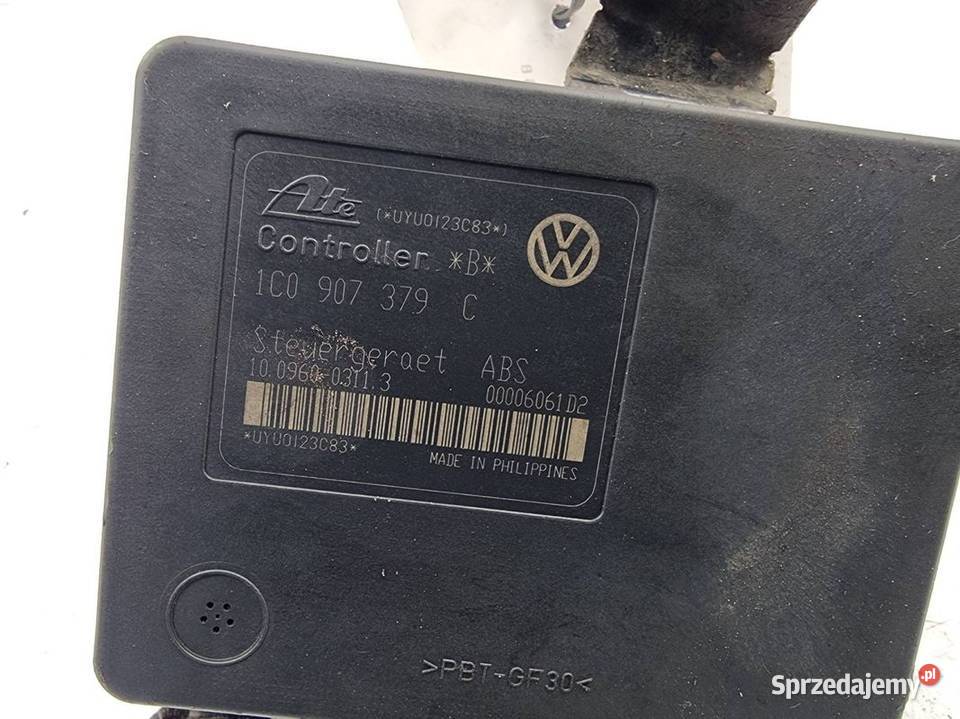 Ate (*UYU0123C83*)
Controller *B*
1C0 907 379 C
Steuergeraet ABS
10.0960-0311.3 00006061D2
*UYU0123C83*
MADE IN PHILIPPINES
>PBT-GF30<
Sprzedajemy.pl